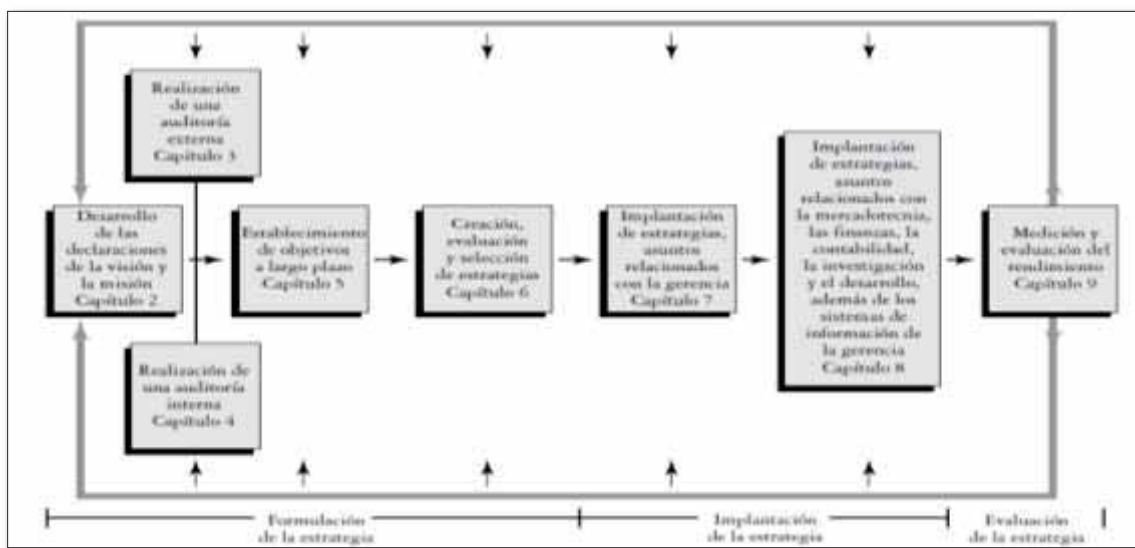 Realización
de una
auditoría
externa
Capítulo 3
Desarrollo
de las
declaraciones
de la visión y
la misión
Capítulo 2
Realización de
una auditoría
interna
Capítulo 4
Establecimiento
de objetivos
a largo plazo
Capítulo 5
Creación,
evaluación
y selección
de estrategias
Capítulo 6
Implantación
de estrategias,
asuntos
relacionados
con la gerencia
Capítulo 7
Implantación
de estrategias,
asuntos
relacionados con
la mercadotecnia,
las finanzas, la
contabilidad,
la investigación
y el desarrollo,
además de los
sistemas de
información de
la gerencia
Capítulo 8
Medición y
evaluación del
rendimiento
Capítulo 9
Formulación
de la estrategia
Implantación
de la estrategia
Evaluación
de la estrategia